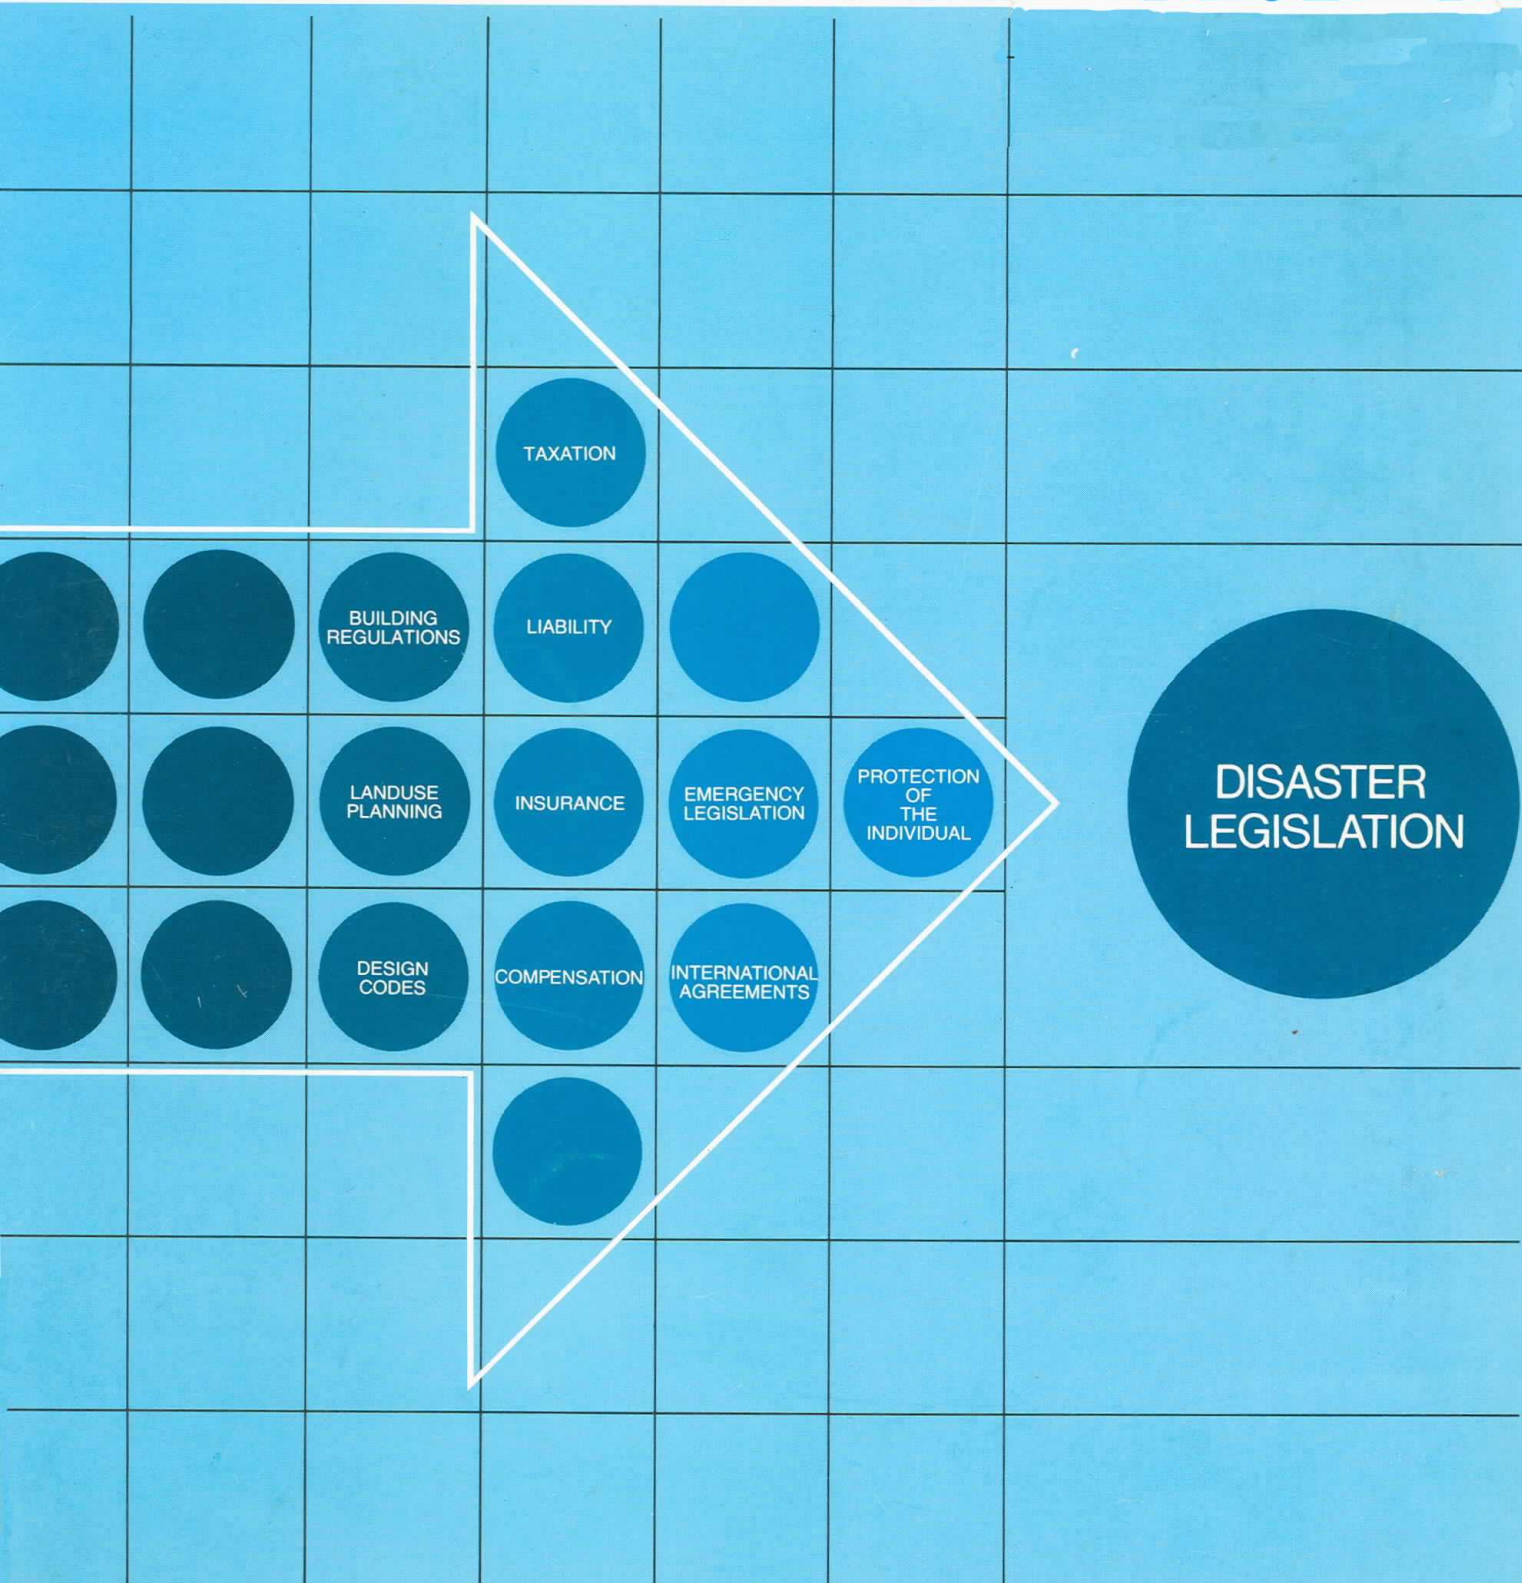 TAXATION
BUILDING
REGULATIONS
LIABILITY
LANDUSE
PLANNING
INSURANCE
EMERGENCY
LEGISLATION
PROTECTION
OF
THE
INDIVIDUAL
DISASTER
LEGISLATION
DESIGN
CODES
COMPENSATION
INTERNATIONAL
AGREEMENTS